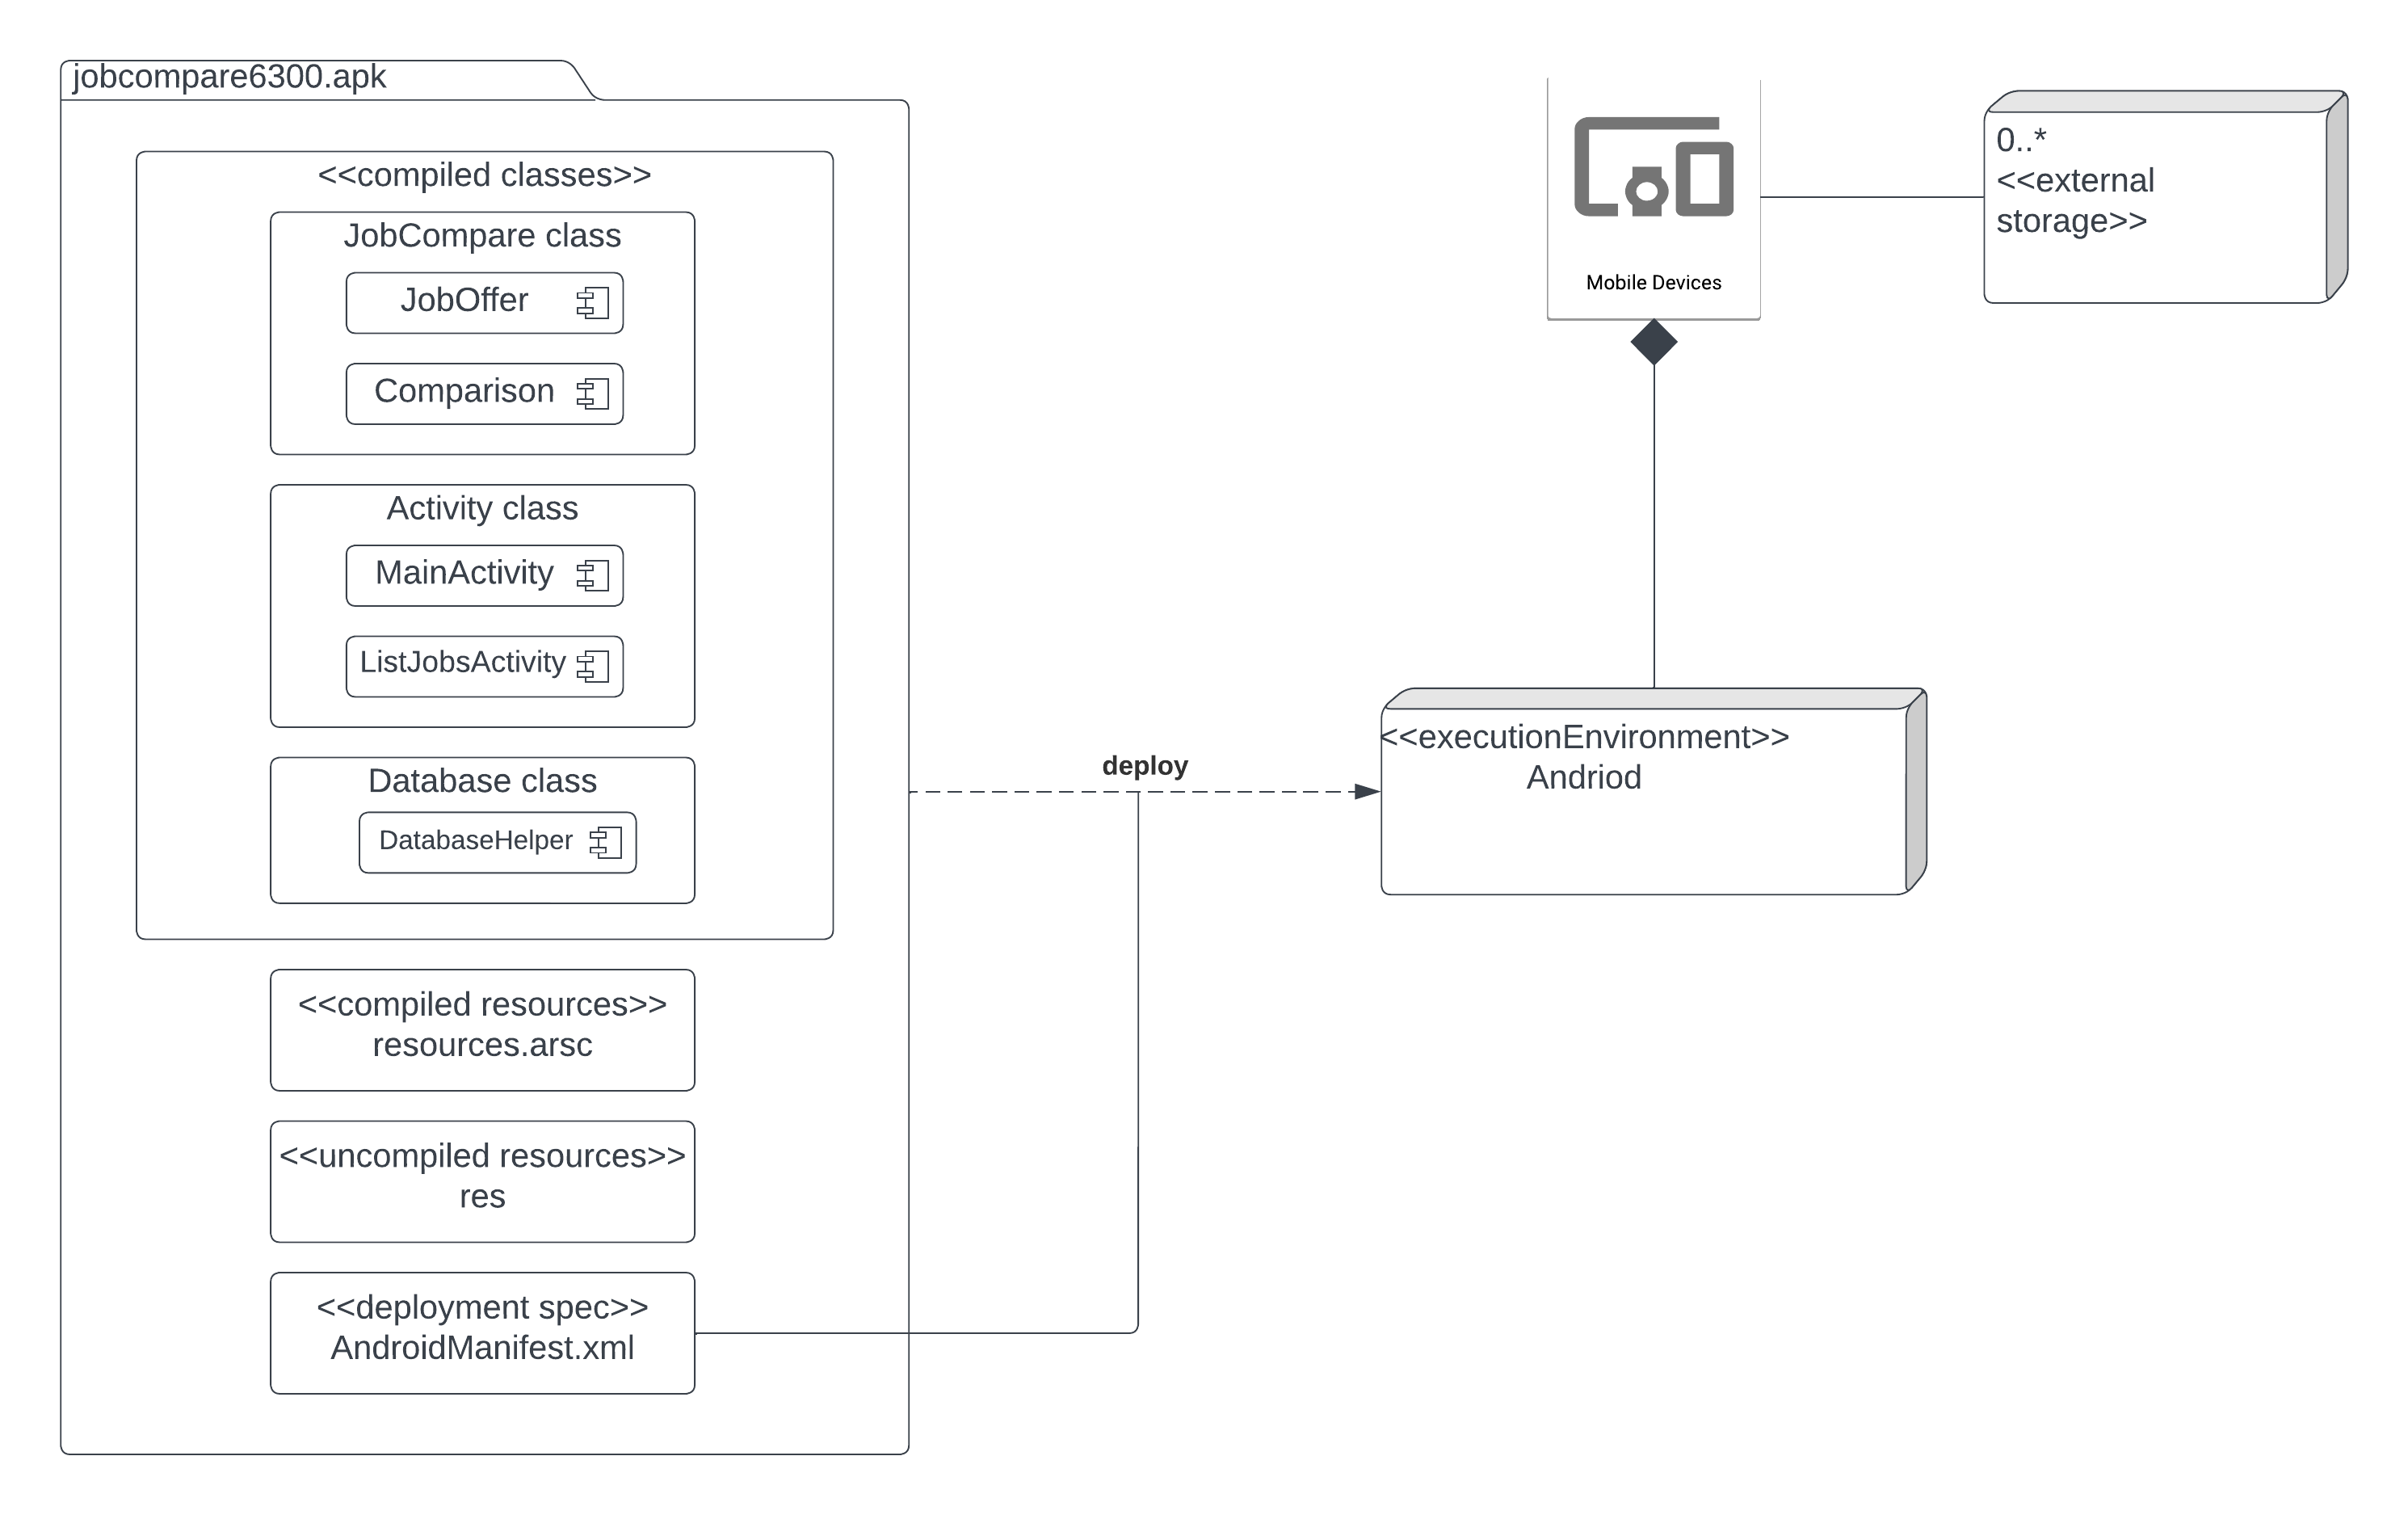 jobcompare6300.apk
<<compiled classes>>
JobCompare class
JobOffer
Comparison
Activity class
MainActivity
ListJobsActivity
Database class
DatabaseHelper
<<compiled resources>>
resources.arsc
<<uncompiled resources>>
res
<<deployment spec>>
AndroidManifest.xml
deploy
Mobile Devices
0..*
<<external
storage>>
<<executionEnvironment>>
Andriod